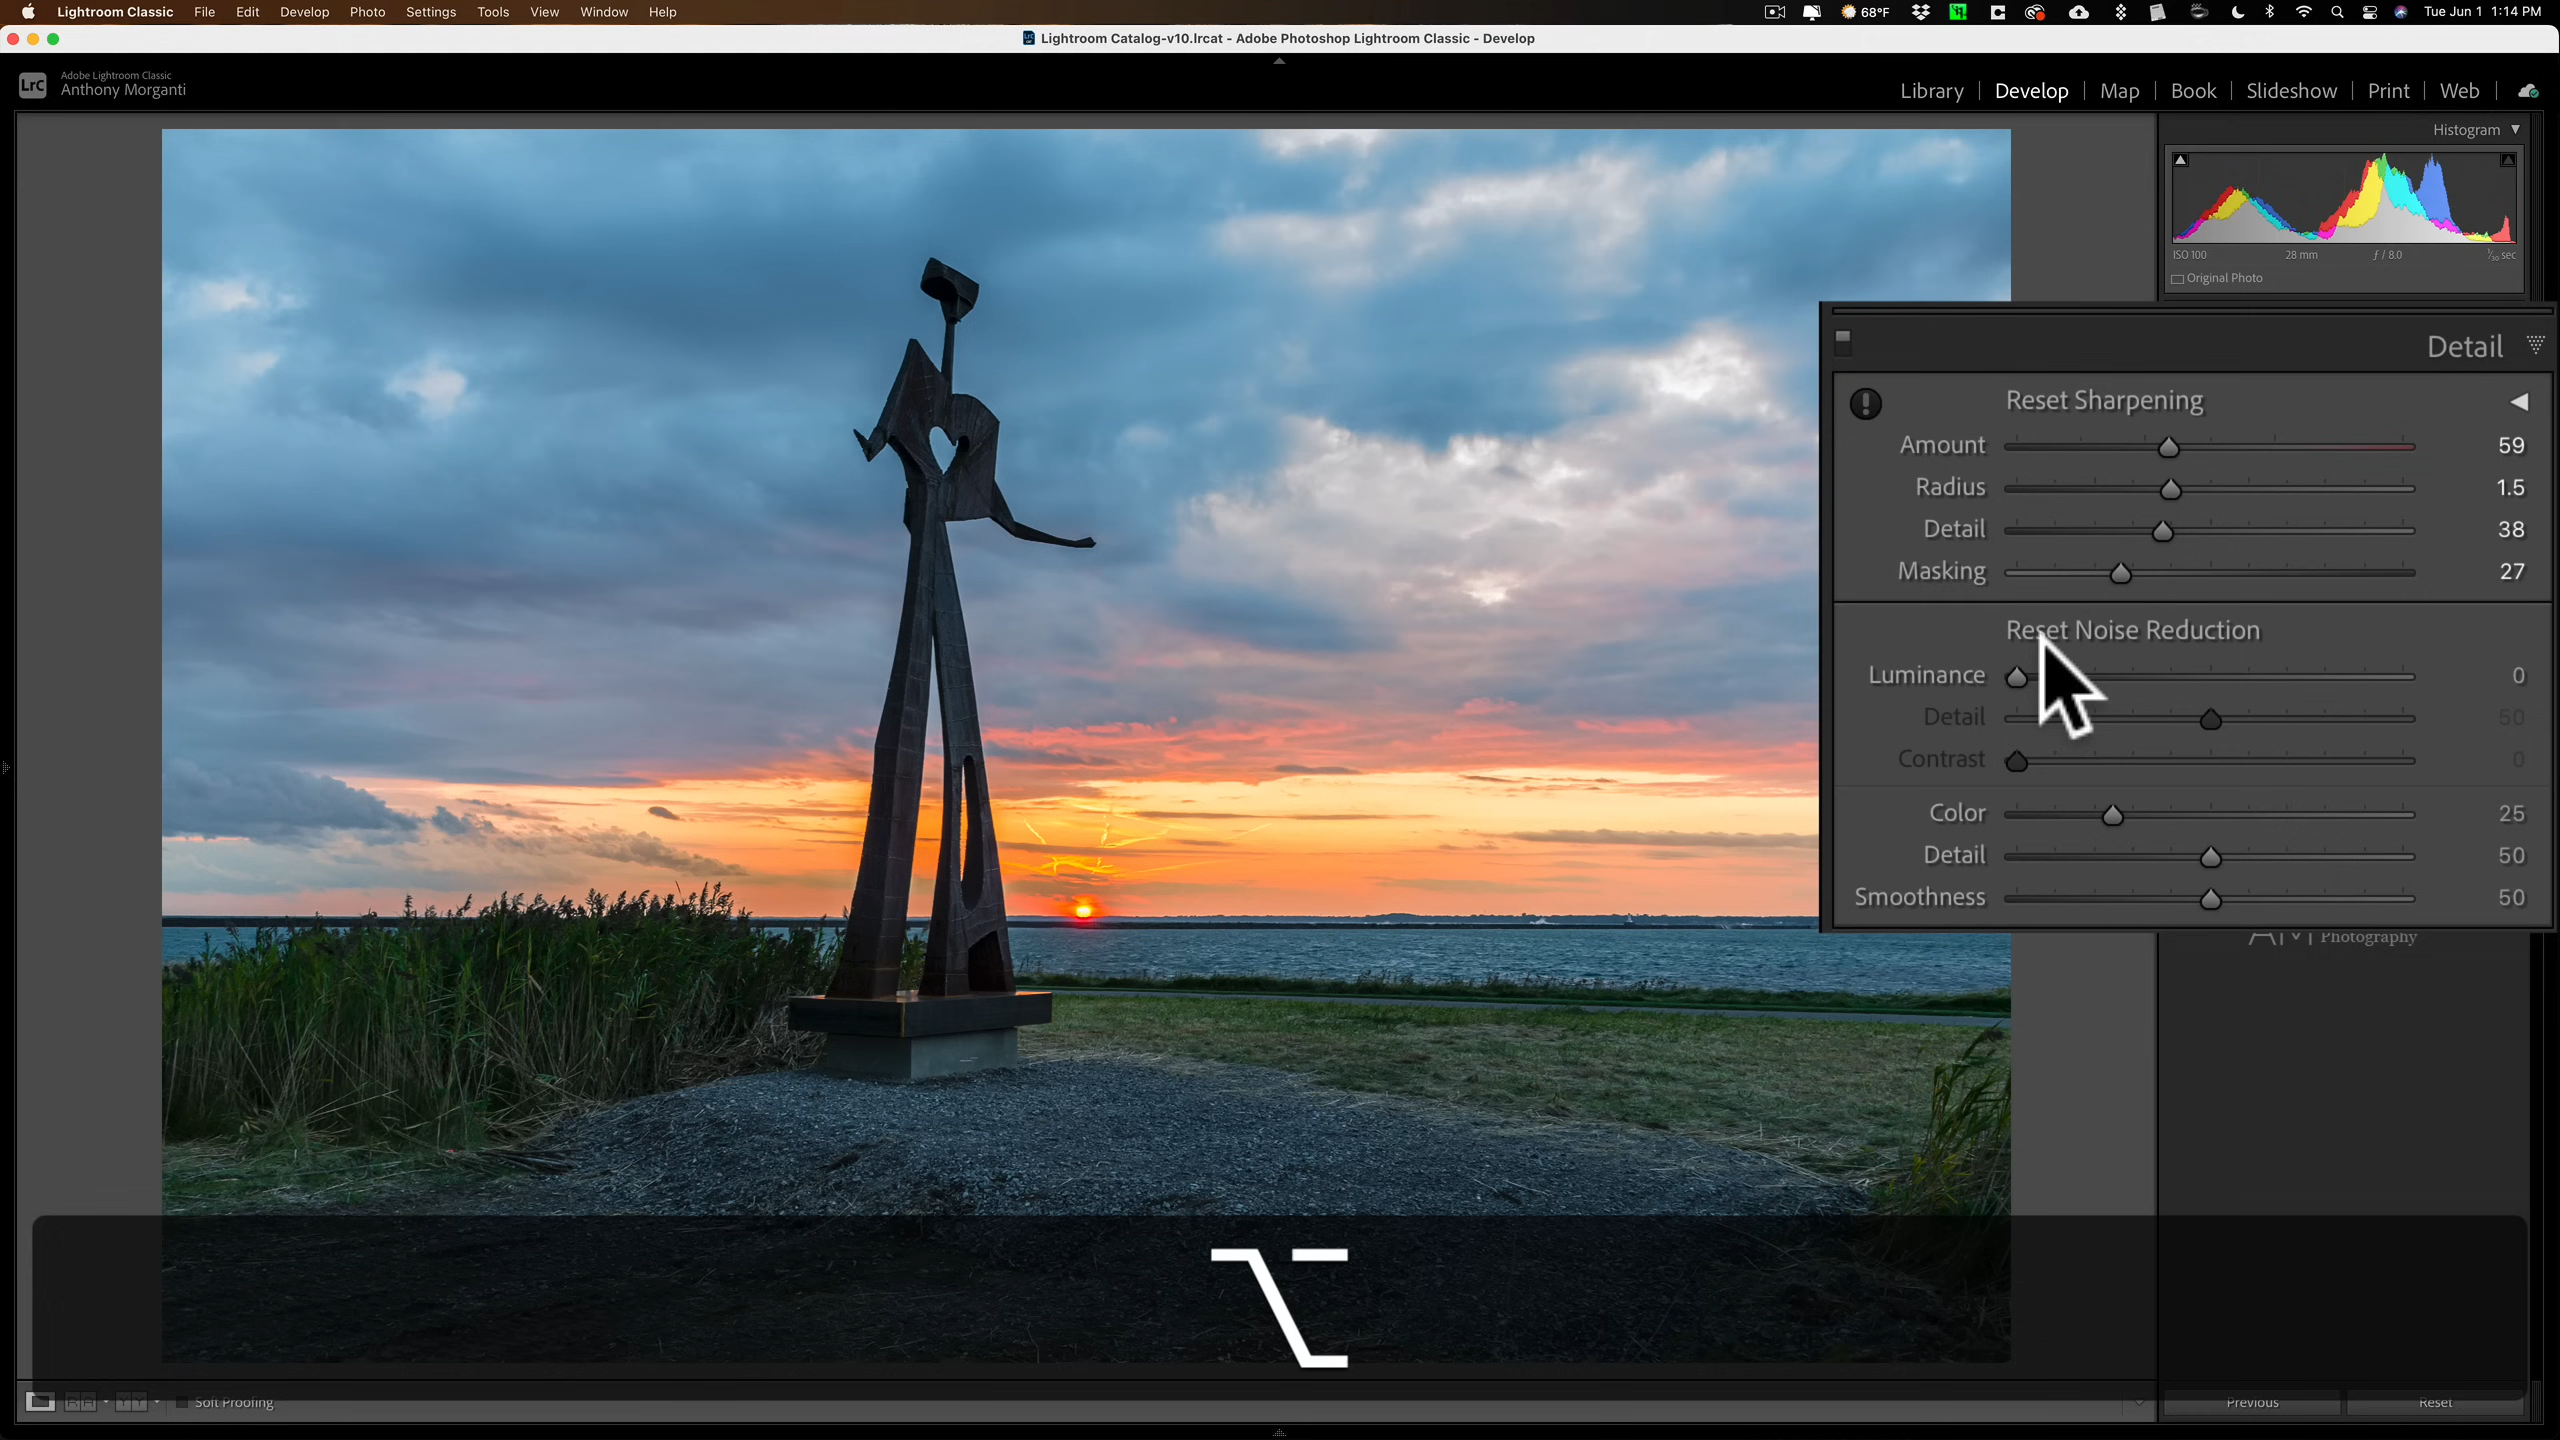 Lightroom Classic File Edit Develop Photo Settings Tools View Window Help 68°F Tue Jun 1 1:14 PM
Lightroom Catalog-v10.lrcat - Adobe Photoshop Lightroom Classic - Develop
LrC Adobe Lightroom Classic
Anthony Morganti
Library | Develop | Map | Book | Slideshow | Print | Web
Histogram
ISO 100 28 mm ƒ / 8.0 1/30 sec
Original Photo
Detail
Reset Sharpening
Amount 59
Radius 1.5
Detail 38
Masking 27
Reset Noise Reduction
Luminance 0
Detail 50
Contrast 0
Color 25
Detail 50
Smoothness 50
Photography
Soft Proofing
Previous Reset